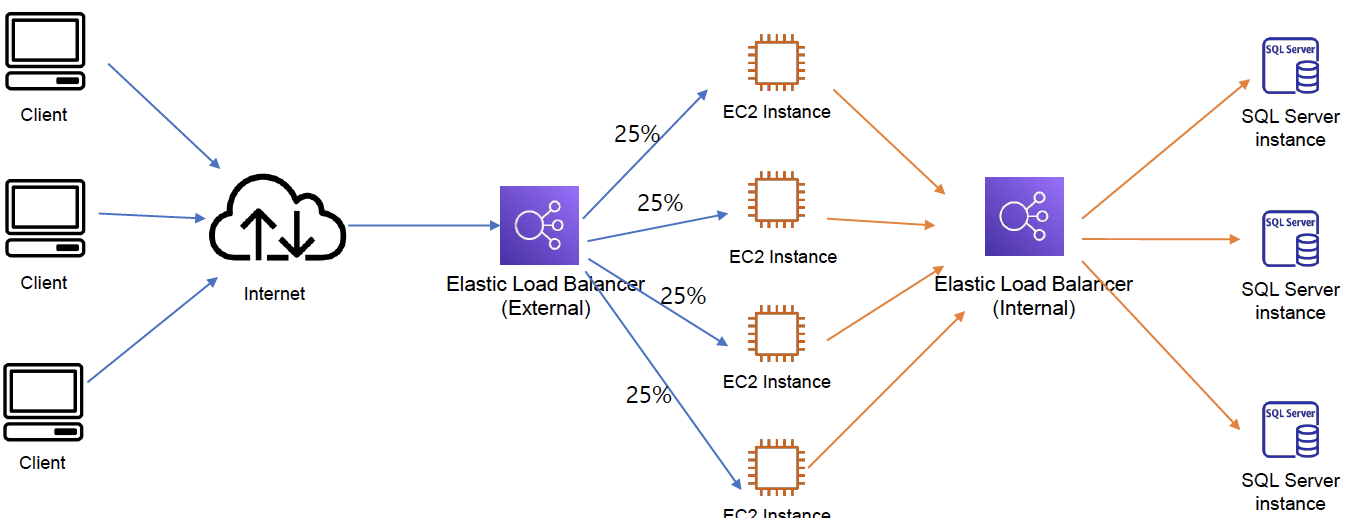 Client
Client
Client
Internet
Elastic Load Balancer
(External)
25%
25%
25%
25%
EC2 Instance
EC2 Instance
EC2 Instance
EC2 Instance
Elastic Load Balancer
(Internal)
SQL Server
SQL Server
instance
SQL Server
SQL Server
instance
SQL Server
SQL Server
instance